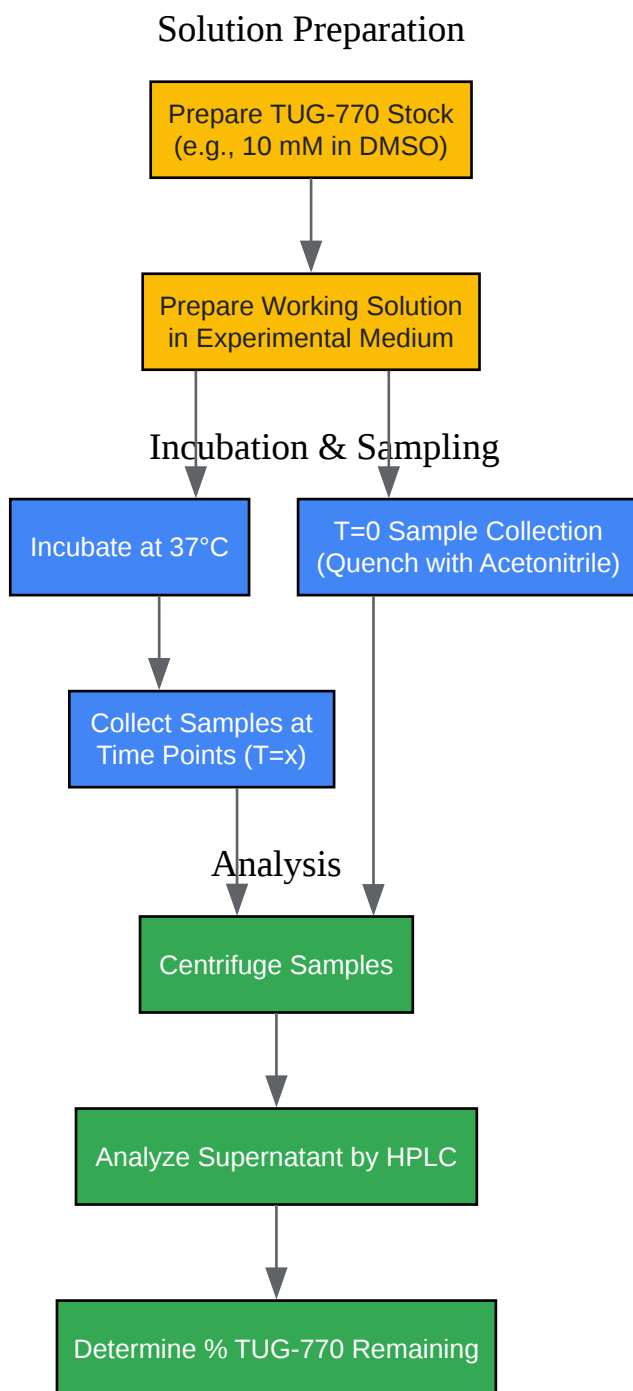 Solution Preparation
Prepare TUG-770 Stock
(e.g., 10 mM in DMSO)
Prepare Working Solution
in Experimental Medium
Incubation & Sampling
Incubate at 37°C
T=0 Sample Collection
(Quench with Acetonitrile)
Collect Samples at
Time Points (T=x)
Analysis
Centrifuge Samples
Analyze Supernatant by HPLC
Determine % TUG-770 Remaining